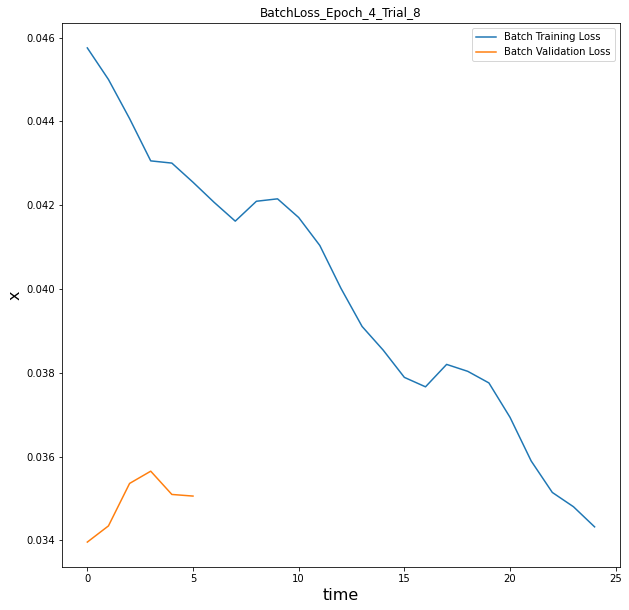 BatchLoss_Epoch_4_Trial_8
Batch Training Loss
Batch Validation Loss
0.046
0.044
0.042
0.040
0.038
0.036
0.034
x
0
5
10
15
20
25
time